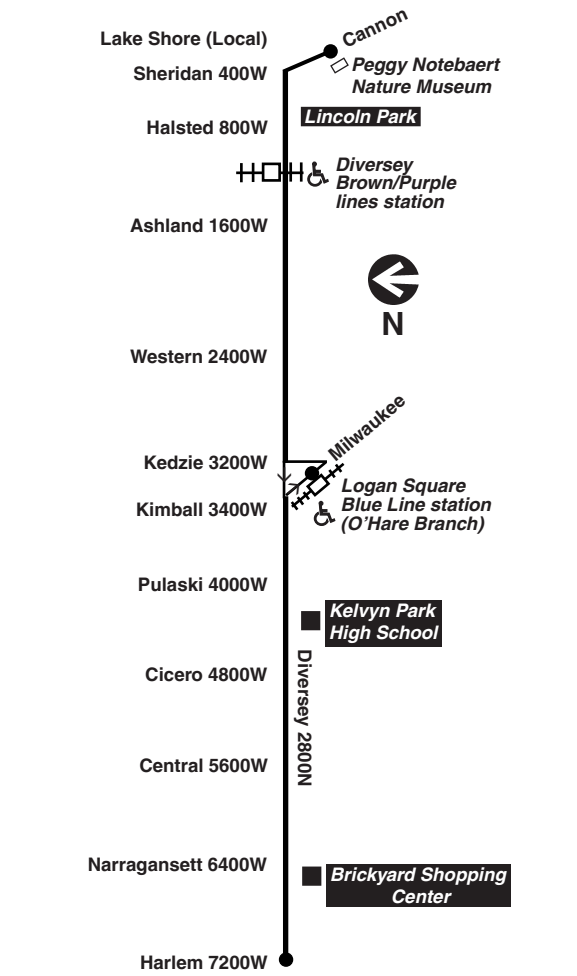 Cannon
Lake Shore (Local)
Sheridan 400W
Peggy Notebaert
Nature Museum
Lincoln Park
Halsted 800W
Diversey
Brown/Purple
lines station
Ashland 1600W
N
Western 2400W
Milwaukee
Kedzie 3200W
Logan Square
Blue Line station
(O'Hare Branch)
Kimball 3400W
Pulaski 4000W
Kelvyn Park
High School
Cicero 4800W
Diversey 2800N
Central 5600W
Narragansett 6400W
Brickyard Shopping
Center
Harlem 7200W